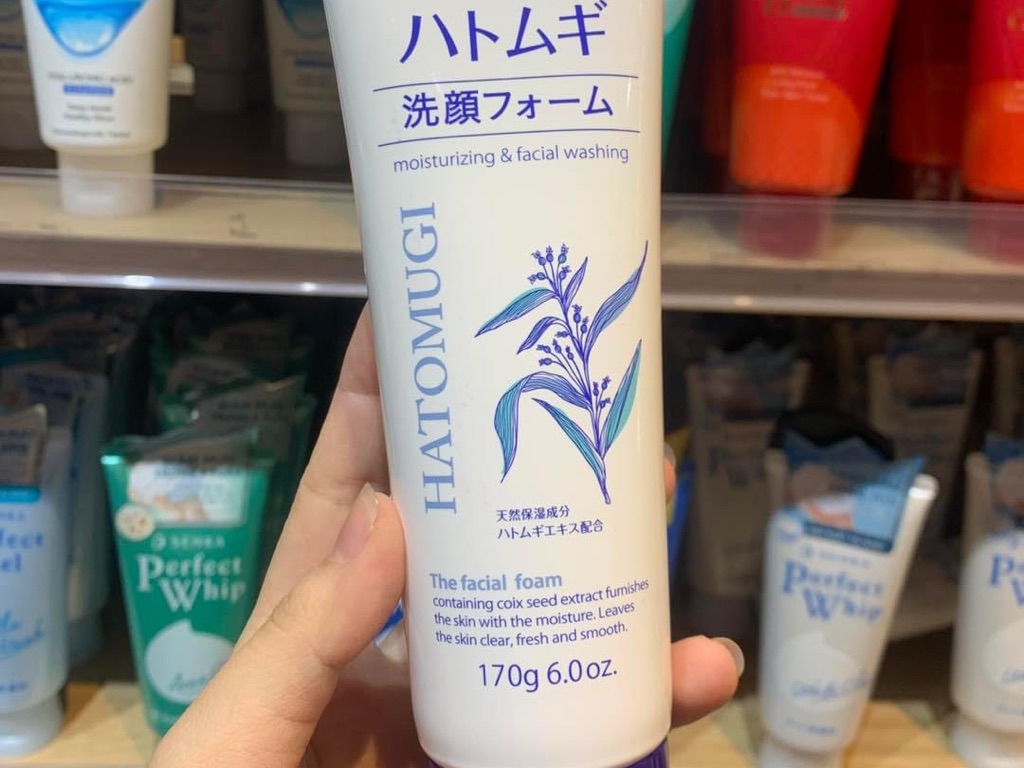 ハトムギ
洗顔フォーム
moisturizing & facial washing
HATOMUGI
天然保湿成分
ハトムギエキス配合
The facial foam
containing coix seed extract furnishes
the skin with the moisture. Leaves
the skin clear, fresh and smooth.
170g 6.0oz.
SENKA
Perfect
Whip
SENKA
Perfect
Whip